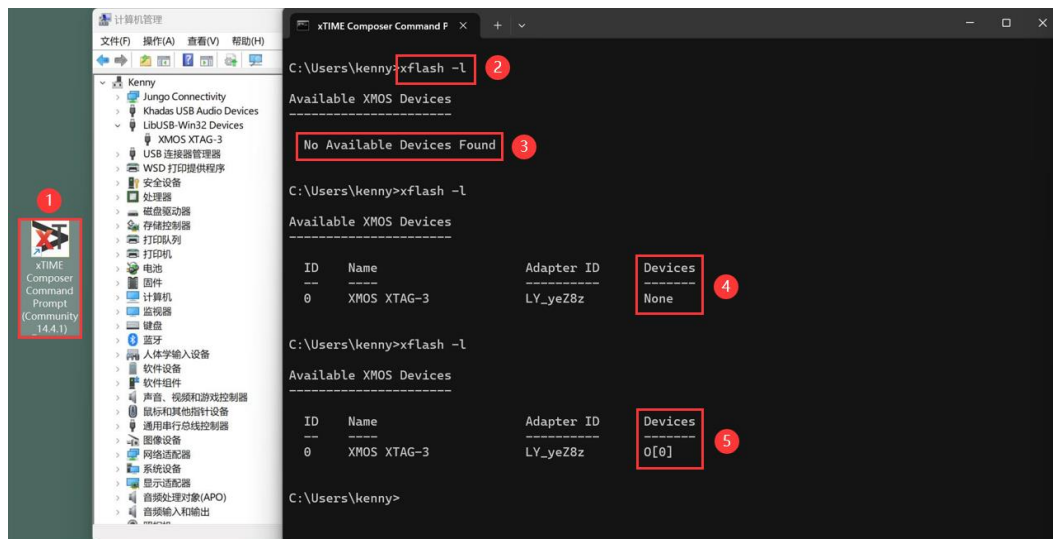 1
xTIME
Composer
Command
Prompt
(Community
_14.4.1)
计算机管理
文件(F) 操作(A) 查看(V) 帮助(H)
Kenny
Jungo Connectivity
Khadas USB Audio Devices
LibUSB-Win32 Devices
XMOS XTAG-3
USB 连接器管理器
WSD 打印提供程序
安全设备
处理器
磁盘驱动器
存储控制器
打印队列
打印机
电池
固件
计算机
监视器
键盘
蓝牙
人体学输入设备
软件设备
软件组件
声音、视频和游戏控制器
鼠标和其他指针设备
通用串行总线控制器
图像设备
网络适配器
系统设备
显示适配器
音频处理对象(APO)
音频输入和输出
xTIME Composer Command P
C:\Users\kenny>xflash -l 2
Available XMOS Devices
----------------------
No Available Devices Found 3
C:\Users\kenny>xflash -l
Available XMOS Devices
----------------------
ID Name Adapter ID Devices
-- ---- ---------- -------
0 XMOS XTAG-3 LY_yeZ8z None
4
C:\Users\kenny>xflash -l
Available XMOS Devices
----------------------
ID Name Adapter ID Devices
-- ---- ---------- -------
0 XMOS XTAG-3 LY_yeZ8z O[0]
5
C:\Users\kenny>